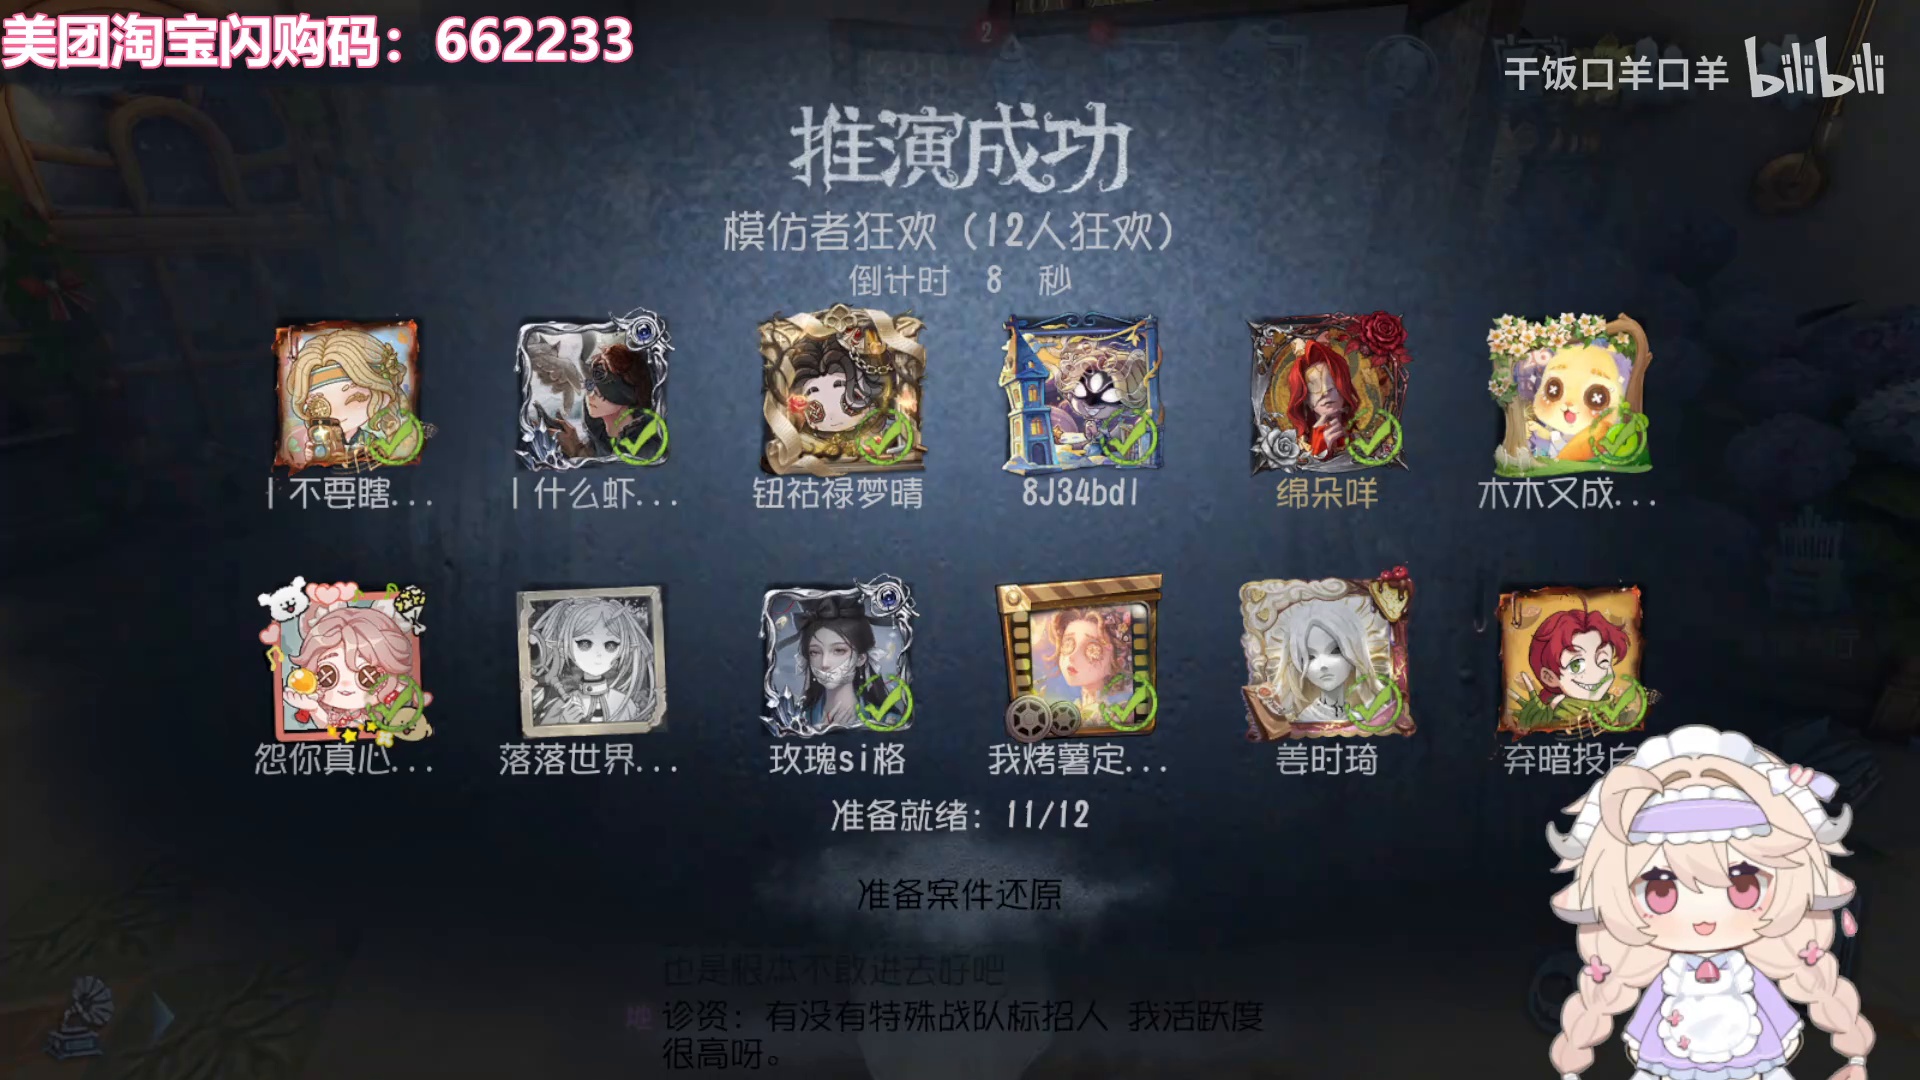 美团淘宝闪购码：662233
干饭口羊口羊 bilibili
推演成功
模仿者狂欢（12人狂欢）
倒计时 8 秒
丨不要瞎...
丨什么虾...
钮祜禄梦晴
8J34bdl
绵朵咩
木木又成...
怨你真心...
落落世界...
玫瑰si格
我烤薯定...
姜时琦
弃暗投
准备就绪：11/12
准备案件还原
也是根本不敢进去好吧
地 诊资：有没有特殊战队标招人 我活跃度
很高呀。